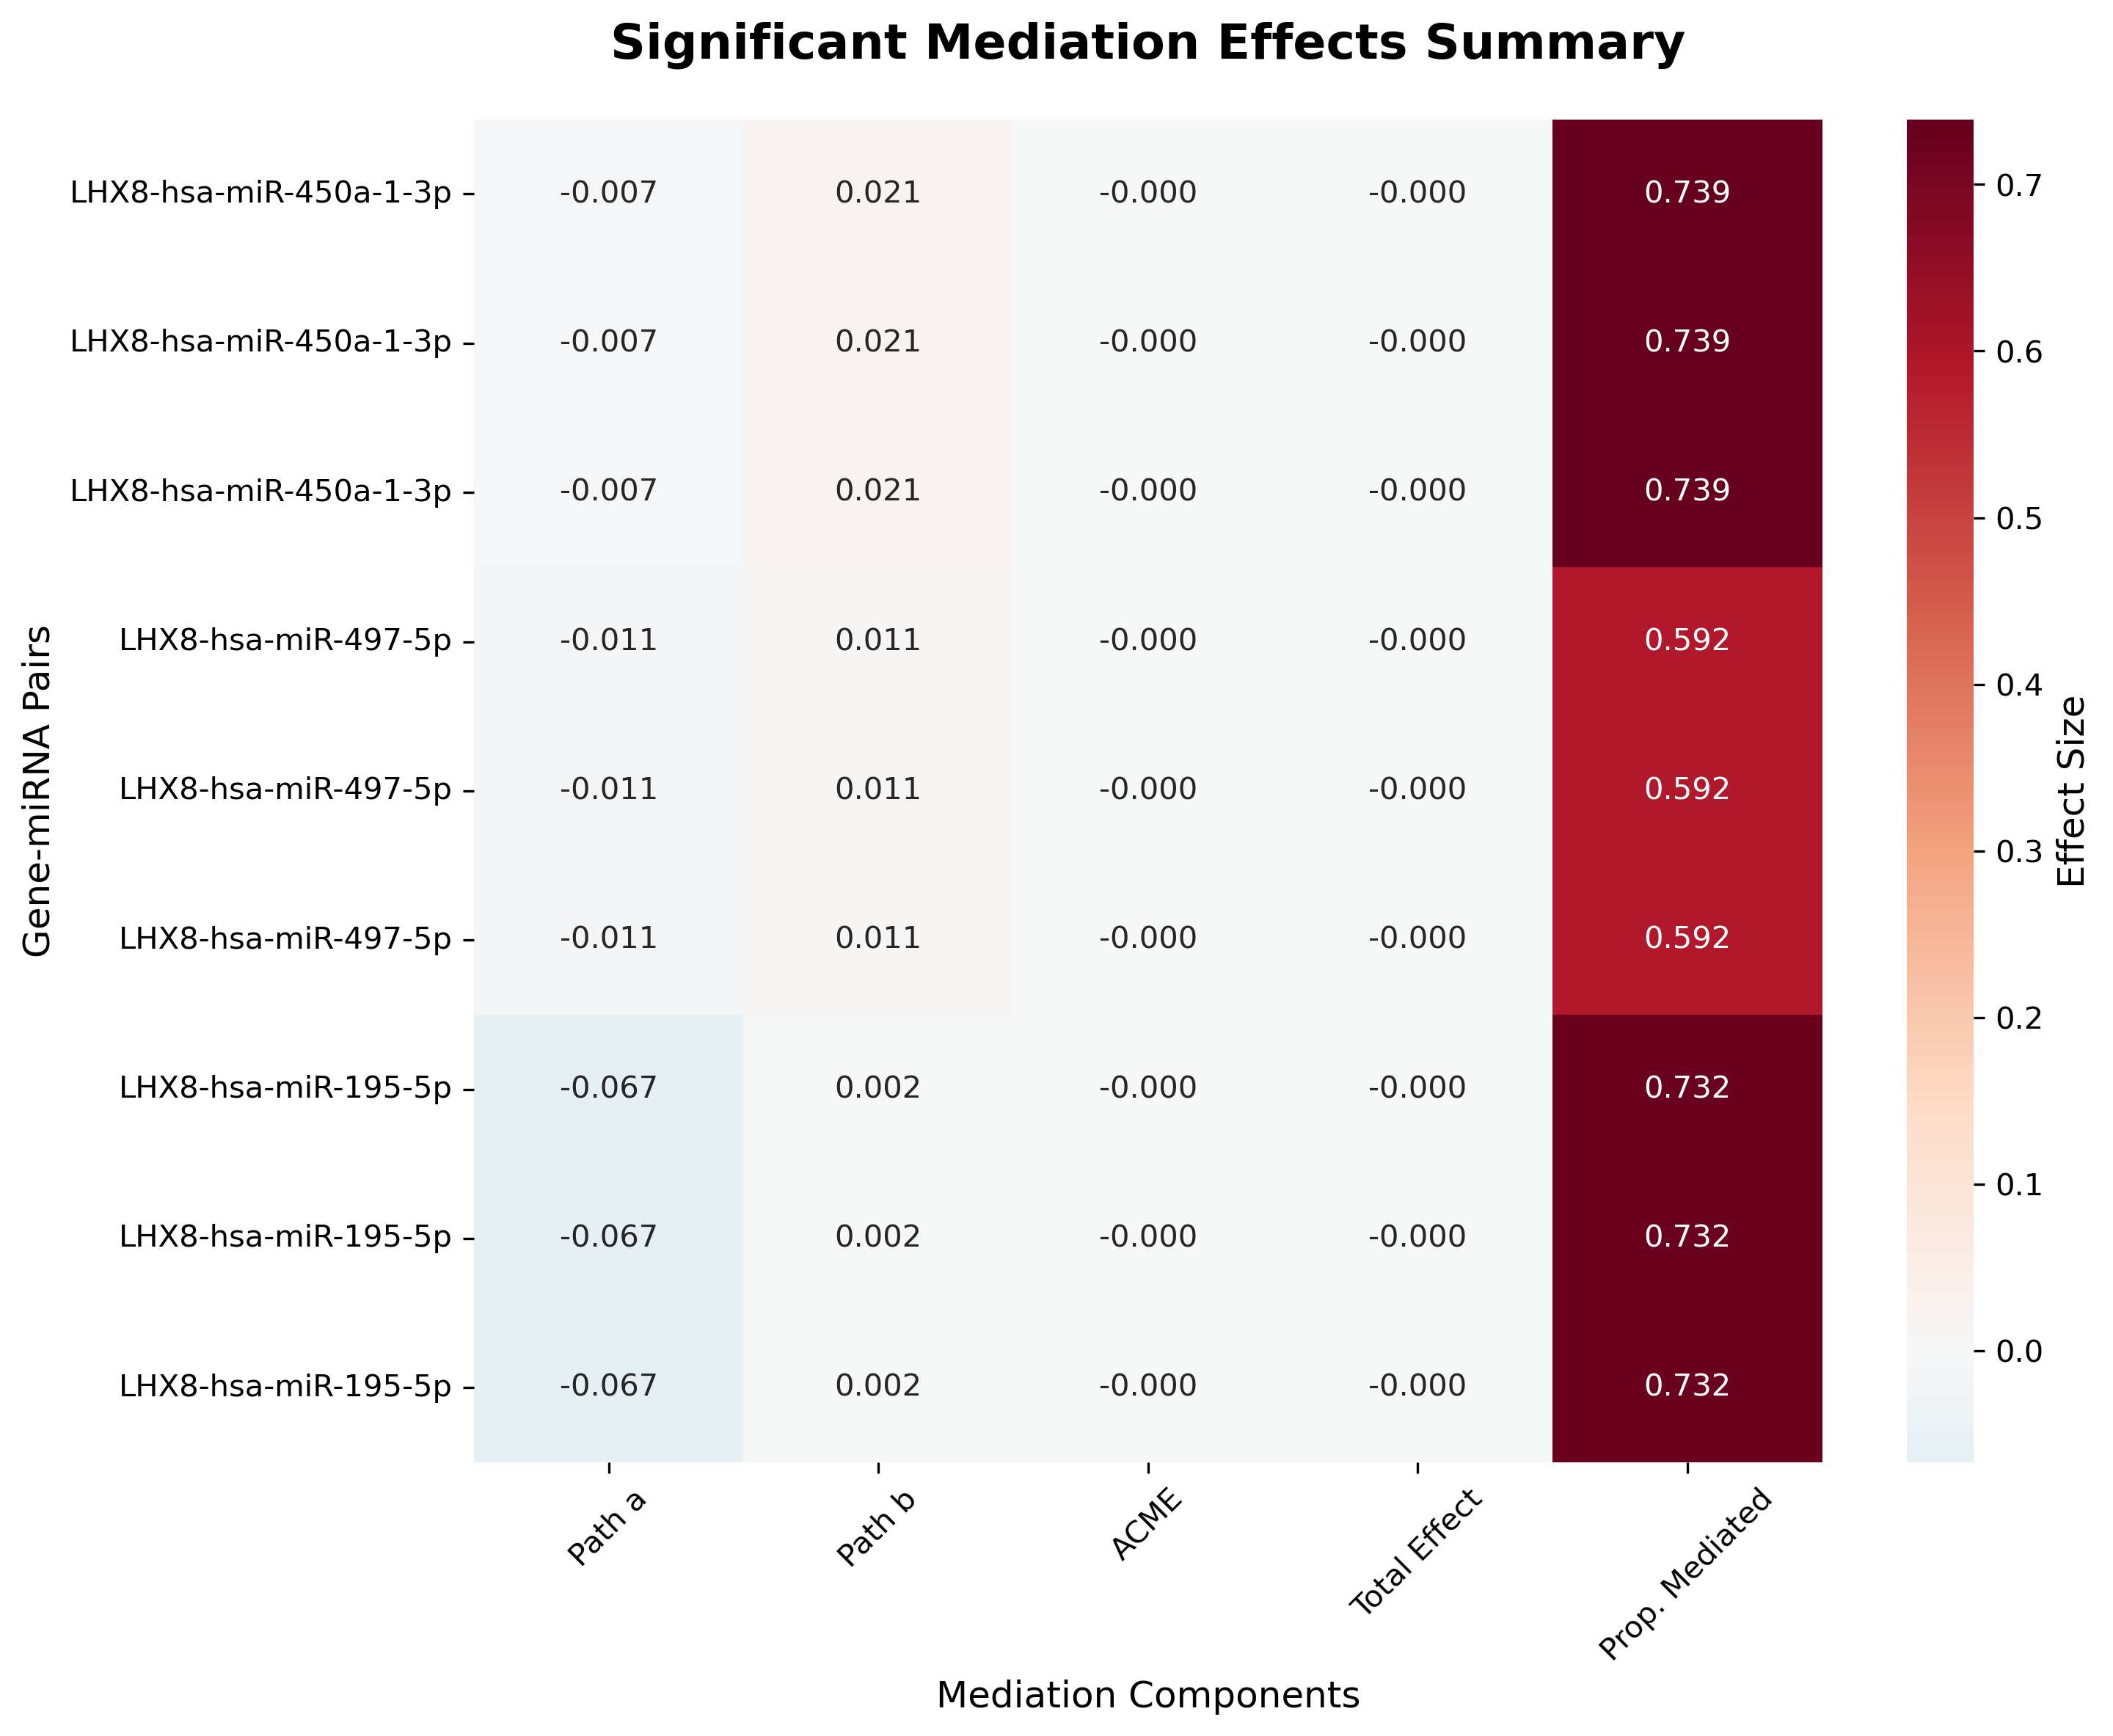 Significant Mediation Effects Summary
LHX8-hsa-miR-450a-1-3p -0.007 0.021 -0.000 -0.000 0.739
LHX8-hsa-miR-450a-1-3p -0.007 0.021 -0.000 -0.000 0.739
LHX8-hsa-miR-450a-1-3p -0.007 0.021 -0.000 -0.000 0.739
LHX8-hsa-miR-497-5p -0.011 0.011 -0.000 -0.000 0.592
LHX8-hsa-miR-497-5p -0.011 0.011 -0.000 -0.000 0.592
LHX8-hsa-miR-497-5p -0.011 0.011 -0.000 -0.000 0.592
LHX8-hsa-miR-195-5p -0.067 0.002 -0.000 -0.000 0.732
LHX8-hsa-miR-195-5p -0.067 0.002 -0.000 -0.000 0.732
LHX8-hsa-miR-195-5p -0.067 0.002 -0.000 -0.000 0.732
Gene-miRNA Pairs
Path a
Path b
ACME
Total Effect
Prop. Mediated
Mediation Components
0.7
0.6
0.5
0.4
0.3
0.2
0.1
0.0
Effect Size